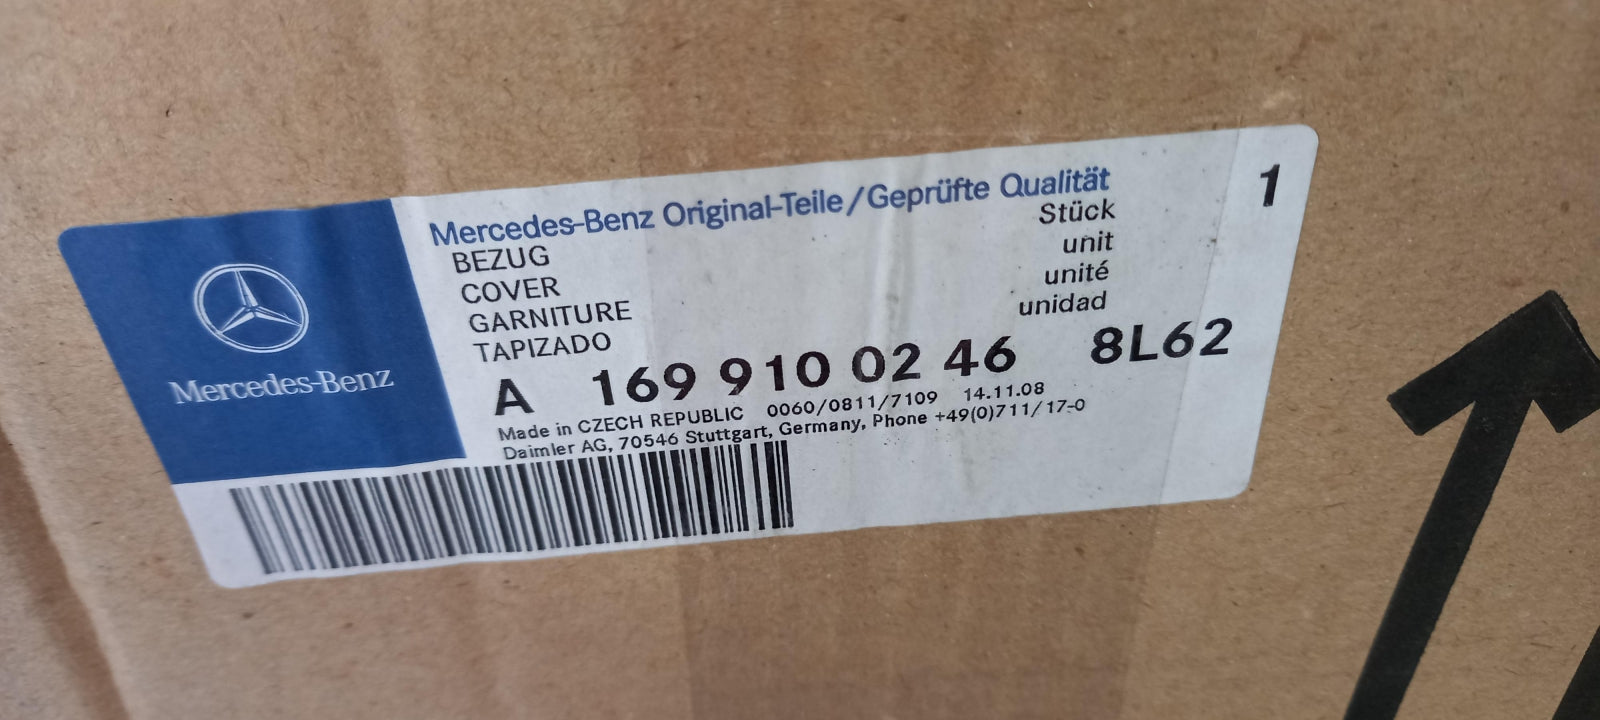 Mercedes-Benz
Mercedes-Benz Original-Teile/Geprüfte Qualität
BEZUG
COVER
GARNITURE
TAPIZADO
Stück
unit
unité
unidad
1
A 169 910 02 46 8L62
Made in CZECH REPUBLIC 0060/0811/7109 14.11.08
Daimler AG, 70546 Stuttgart, Germany, Phone +49(0)711/17-0